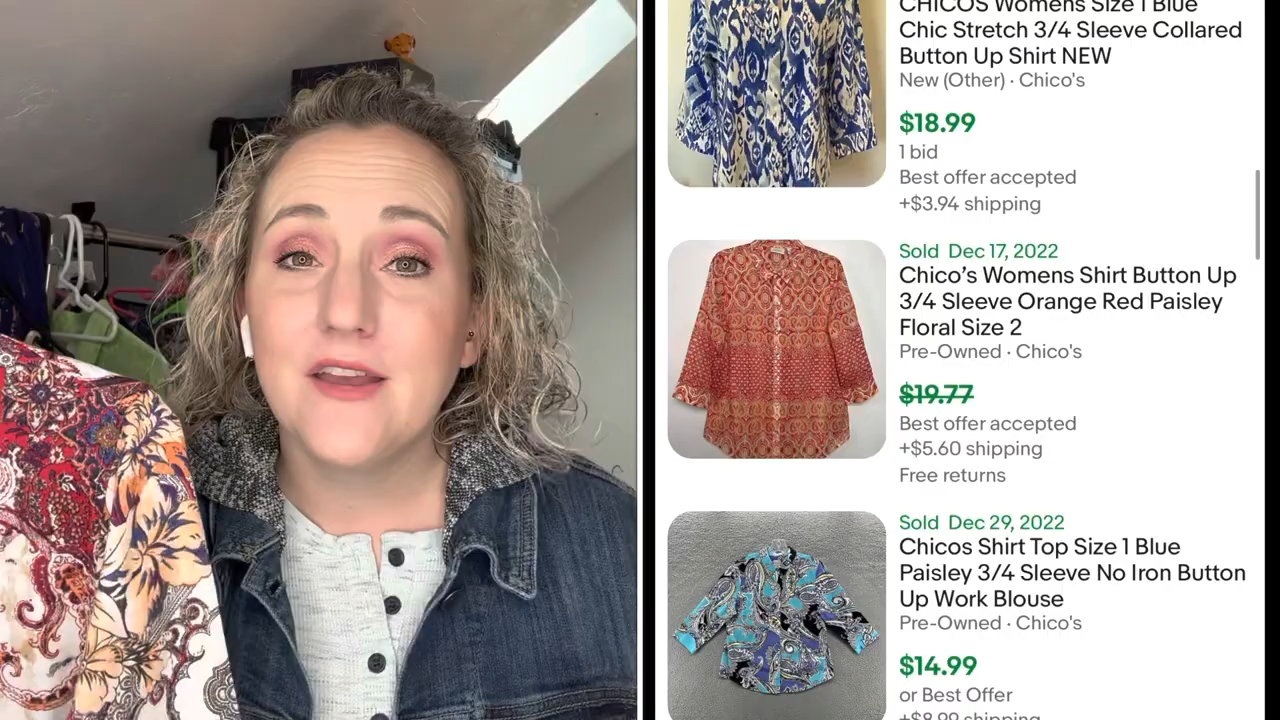 CHICOS Womens Size 1 Blue
Chic Stretch 3/4 Sleeve Collared
Button Up Shirt NEW
New (Other) · Chico's
$18.99
1 bid
Best offer accepted
+$3.94 shipping
Sold Dec 17, 2022
Chico’s Womens Shirt Button Up
3/4 Sleeve Orange Red Paisley
Floral Size 2
Pre-Owned · Chico's
$19.77
Best offer accepted
+$5.60 shipping
Free returns
Sold Dec 29, 2022
Chicos Shirt Top Size 1 Blue
Paisley 3/4 Sleeve No Iron Button
Up Work Blouse
Pre-Owned · Chico's
$14.99
or Best Offer
+$8.99 shipping